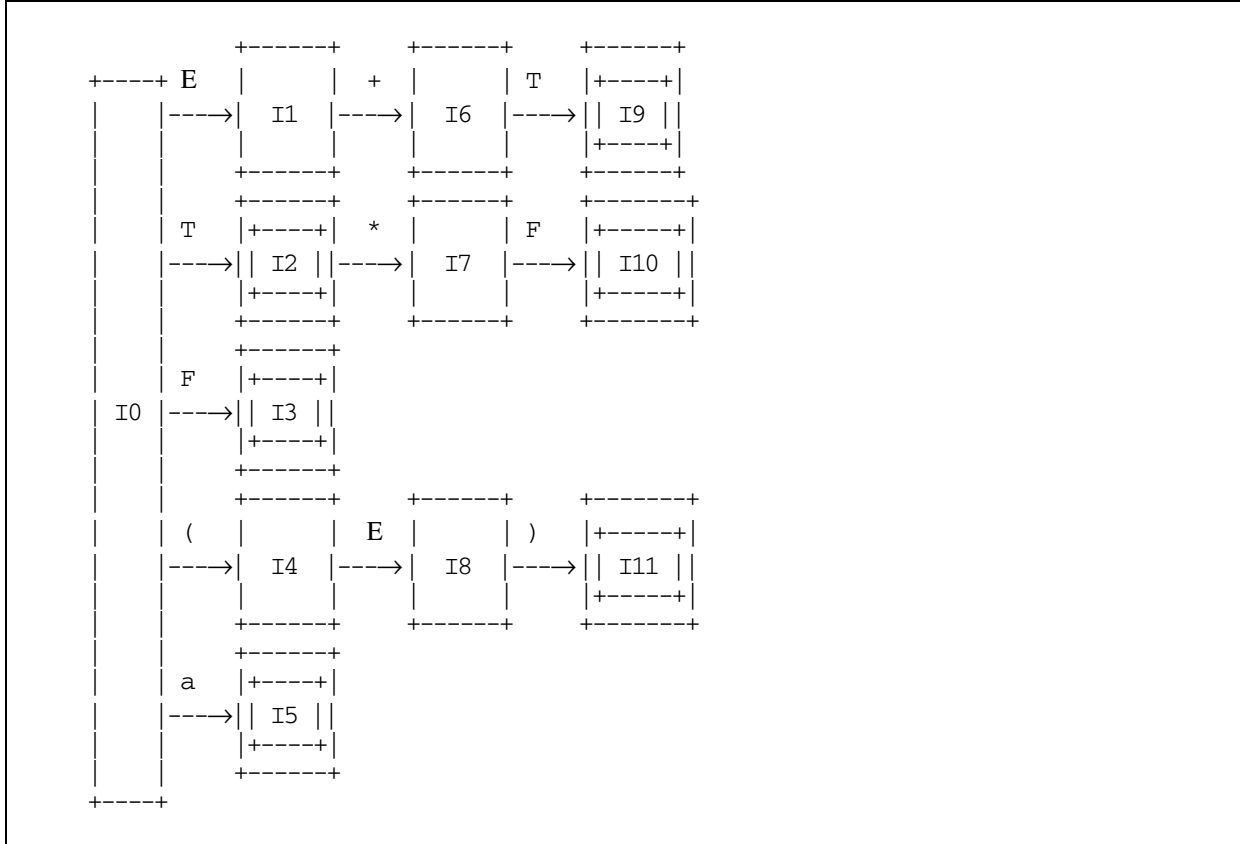 +------+    +------+    +------+
+----+ E   |      |  + |      | T  |+----+|
|    |---→|  I1  |---→|  I6  |---→|| I9 ||
|    |    |      |    |      |    |+----+|
|    |    +------+    +------+    +------+
|    |    +------+    +------+    +-------+
|    | T  |+----+|  * |      | F  |+-----+|
|    |---→|| I2 ||---→|  I7  |---→|| I10 ||
|    |    |+----+|    |      |    |+-----+|
|    |    +------+    +------+    +-------+
|    |    +------+
|    | F  |+----+|
| I0 |---→|| I3 ||
|    |    |+----+|
|    |    +------+
|    |    +------+    +------+    +-------+
|    | (  |      |  E |      | )  |+-----+|
|    |---→|  I4  |---→|  I8  |---→|| I11 ||
|    |    |      |    |      |    |+-----+|
|    |    +------+    +------+    +-------+
|    |    +------+
|    | a  |+----+|
|    |---→|| I5 ||
|    |    |+----+|
|    |    +------+
+----+